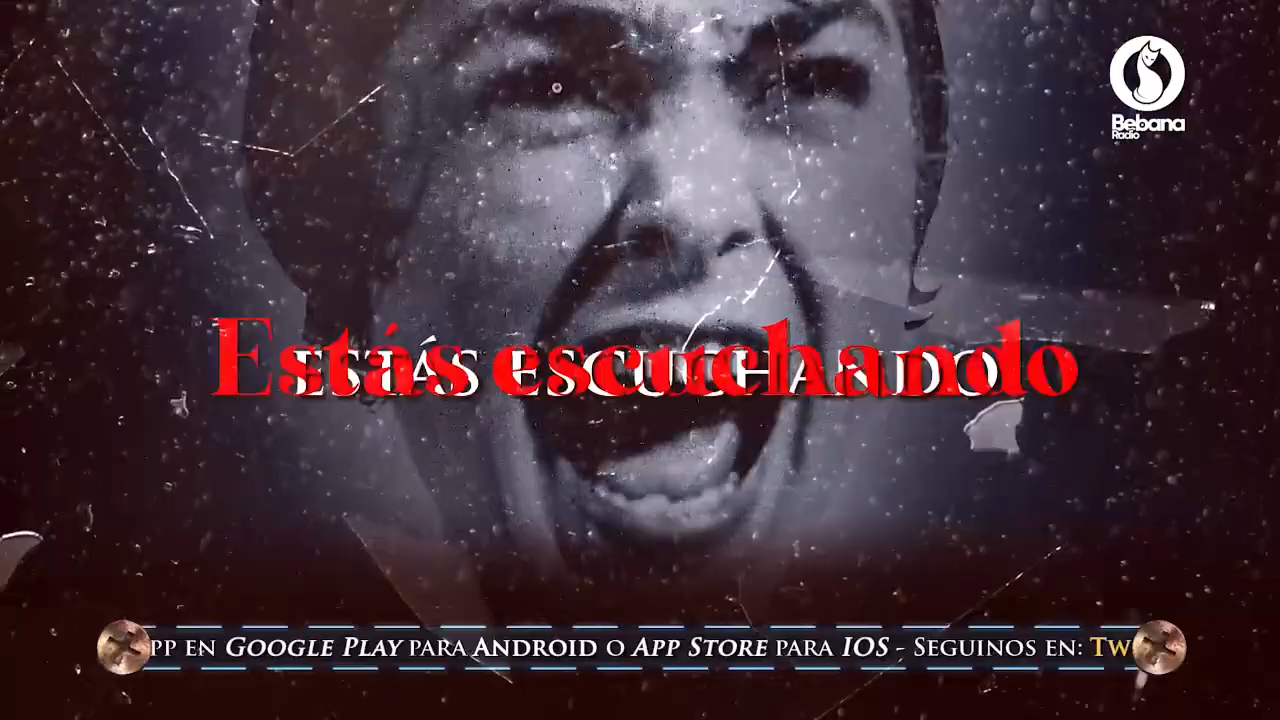 Bebana
Radio
Estás escuchando
ESTÁS ESCUCHANDO
PP EN GOOGLE PLAY PARA ANDROID O APP STORE PARA IOS - SEGUINOS EN: TW